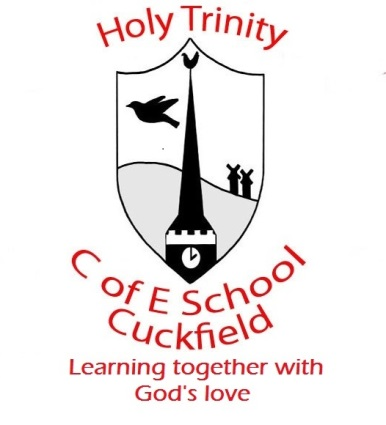 Holy Trinity
C of E School
Cuckfield
Learning together with
God's love